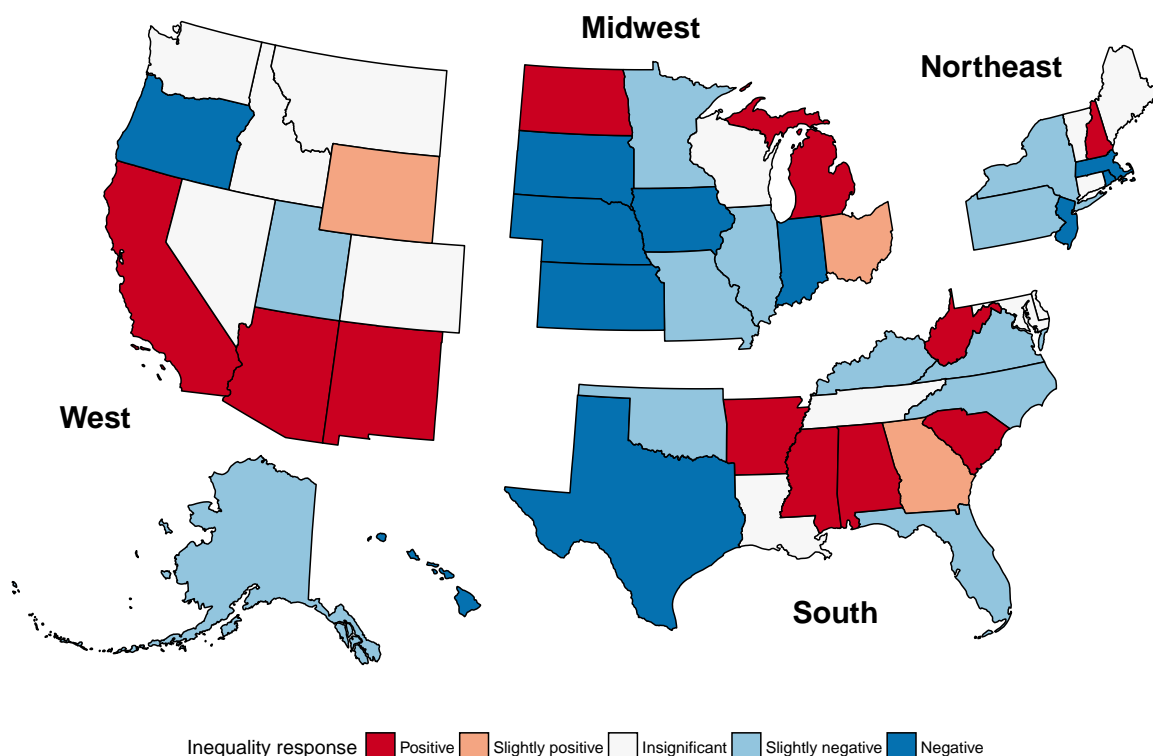 Midwest
Northeast
West
South
Inequality response Positive Slightly positive Insignificant Slightly negative Negative